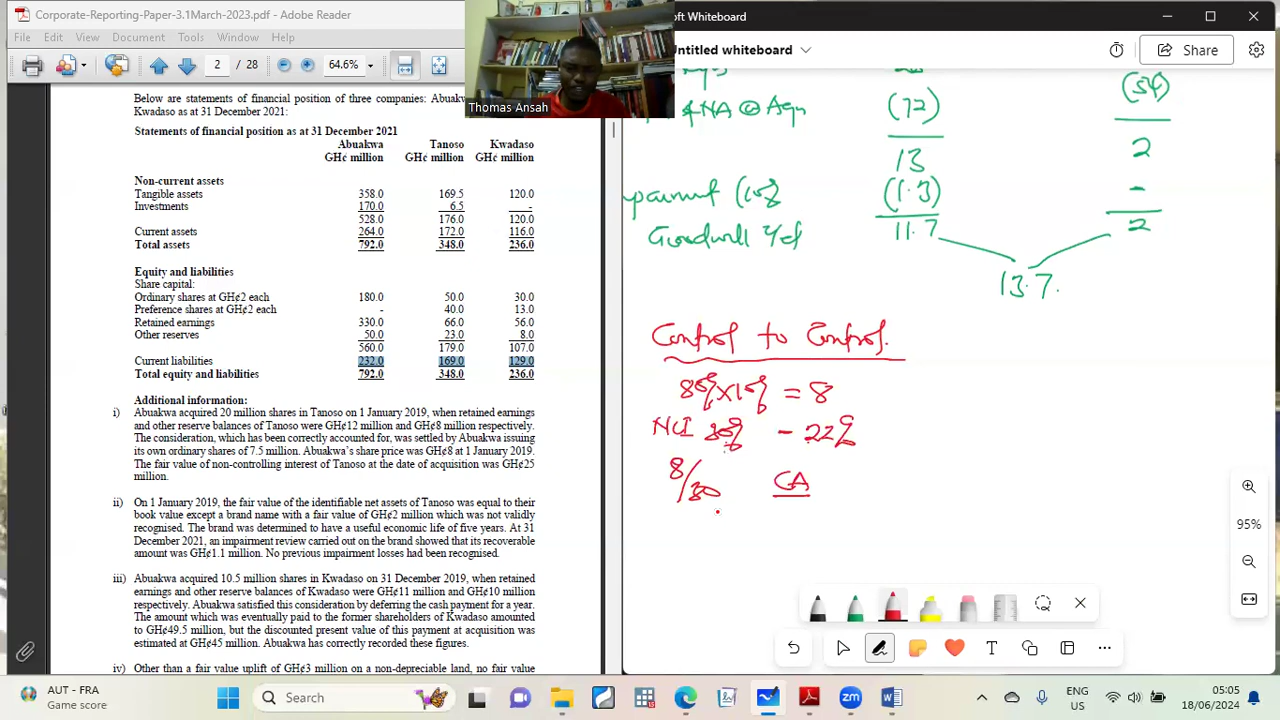 Corporate-Reporting-Paper-3.1March-2023.pdf - Adobe Reader
File Edit View Document Tools Window Help
2 / 28 64.6%
Below are statements of financial position of three companies:
Kwadaso as at 31 December 2021:
Statements of financial position as at 31 December 2021
Abuakwa Tanoso Kwadaso
GH¢ million GH¢ million GH¢ million
Non-current assets
Tangible assets 358.0 169.5 120.0
Investments 170.0 6.5 -
528.0 176.0 120.0
Current assets 264.0 172.0 116.0
Total assets 792.0 348.0 236.0
Equity and liabilities
Share capital:
Ordinary shares at GH¢2 each 180.0 50.0 30.0
Preference shares at GH¢2 each - 40.0 13.0
Retained earnings 330.0 66.0 56.0
Other reserves 50.0 23.0 8.0
560.0 179.0 107.0
Current liabilities 232.0 169.0 129.0
Total equity and liabilities 792.0 348.0 236.0
Additional information:
i) Abuakwa acquired 20 million shares in Tanoso on 1 January 2019, when retained earnings
and other reserve balances of Tanoso were GH¢12 million and GH¢8 million respectively.
The consideration, which has been correctly accounted for, was settled by Abuakwa issuing
its own ordinary shares of 7.5 million. Abuakwa's share price was GH¢8 at 1 January 2019.
The fair value of non-controlling interest of Tanoso at the date of acquisition was GH¢25
million.
ii) On 1 January 2019, the fair value of the identifiable net assets of Tanoso was equal to their
book value except a brand name with a fair value of GH¢2 million which was not validly
recognised. The brand was determined to have a useful economic life of five years. At 31
December 2021, an impairment review carried out on the brand showed that its recoverable
amount was GH¢1.1 million. No previous impairment losses had been recognised.
iii) Abuakwa acquired 10.5 million shares in Kwadaso on 31 December 2019, when retained
earnings and other reserve balances of Kwadaso were GH¢11 million and GH¢10 million
respectively. Abuakwa satisfied this consideration by deferring the cash payment for a year.
The amount which was eventually paid to the former shareholders of Kwadaso amounted
to GH¢49.5 million, but the discounted present value of this payment at acquisition was
estimated at GH¢45 million. Abuakwa has correctly recorded these figures.
iv) Other than a fair value uplift of GH¢3 million on a non-depreciable land, no fair value
Thomas Ansah
oft Whiteboard
Untitled whiteboard
Share
(54)
NA @ Aqn (72)
13 2
(10% (1.3) -
Goodwill 11.7 2
13.7.
Control to Control.
80% x 10% = 8
NCI 30% - 22%
8/30 CA
95%
AUT - FRA
Game score
Search
ENG
US
05:05
18/06/2024